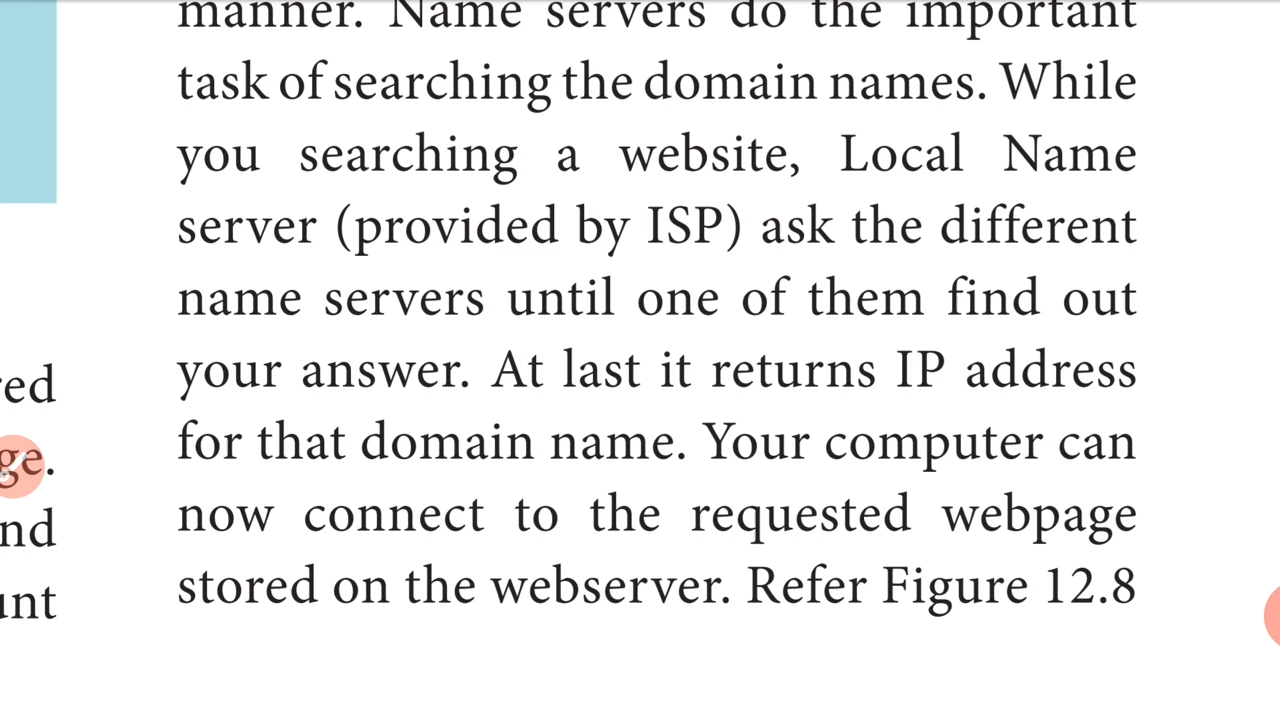 manner. Name servers do the important
task of searching the domain names. While
you searching a website, Local Name
server (provided by ISP) ask the different
name servers until one of them find out
your answer. At last it returns IP address
for that domain name. Your computer can
now connect to the requested webpage
stored on the webserver. Refer Figure 12.8